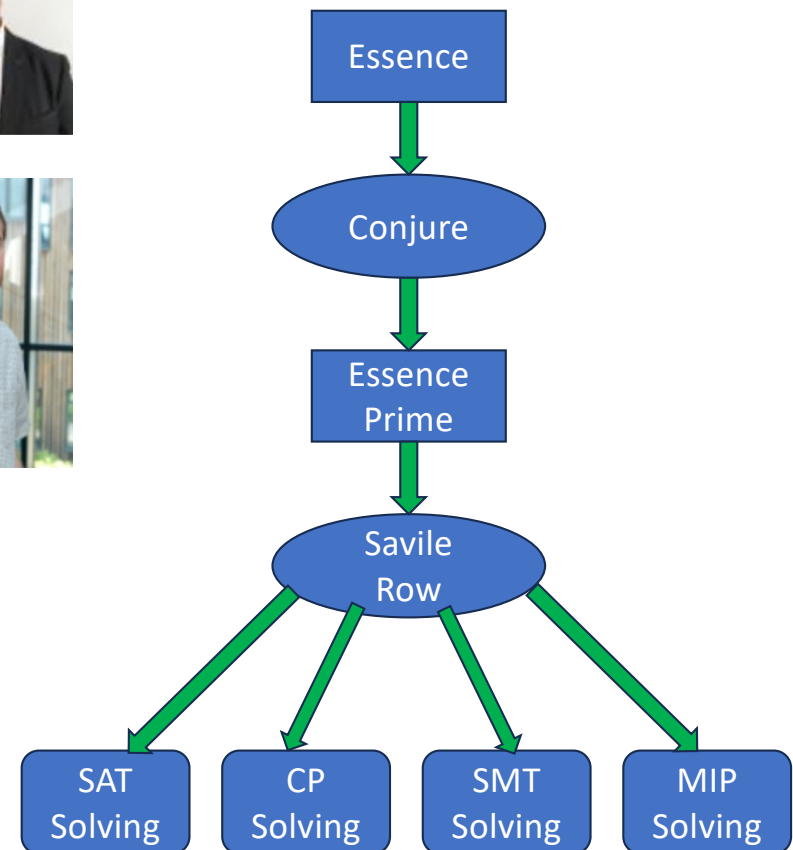 Essence
Conjure
Essence
Prime
Savile
Row
SAT
Solving
CP
Solving
SMT
Solving
MIP
Solving